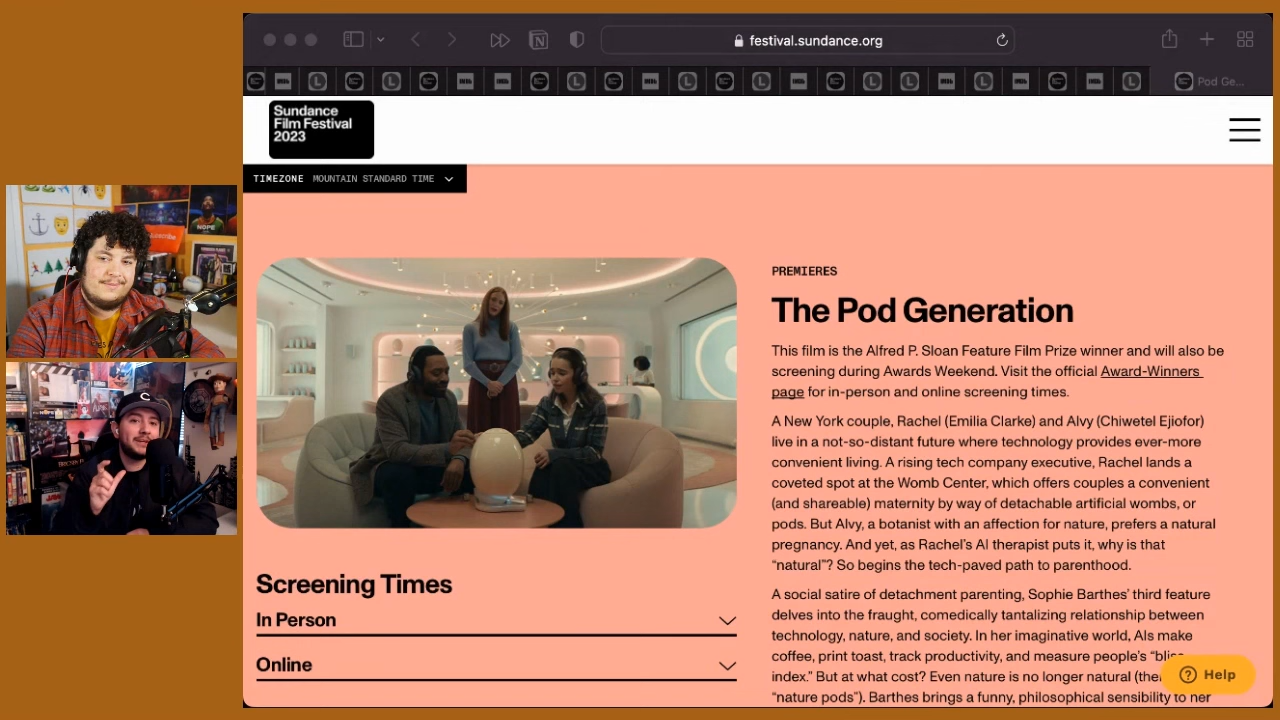 festival.sundance.org
Pod Ge...
Sundance
Film Festival
2023
TIMEZONE MOUNTAIN STANDARD TIME
NOPE
PREMIERES
The Pod Generation
This film is the Alfred P. Sloan Feature Film Prize winner and will also be
screening during Awards Weekend. Visit the official Award-Winners
page for in-person and online screening times.
A New York couple, Rachel (Emilia Clarke) and Alvy (Chiwetel Ejiofor)
live in a not-so-distant future where technology provides ever-more
convenient living. A rising tech company executive, Rachel lands a
coveted spot at the Womb Center, which offers couples a convenient
(and shareable) maternity by way of detachable artificial wombs, or
pods. But Alvy, a botanist with an affection for nature, prefers a natural
pregnancy. And yet, as Rachel's AI therapist puts it, why is that
“natural”? So begins the tech-paved path to parenthood.
A social satire of detachment parenting, Sophie Barthes' third feature
delves into the fraught, comedically tantalizing relationship between
technology, nature, and society. In her imaginative world, AIs make
coffee, print toast, track productivity, and measure people's “bliss
index.” But at what cost? Even nature is no longer natural
“nature pods”). Barthes brings a funny, philosophical sensibility to her
Screening Times
In Person
Online
Help